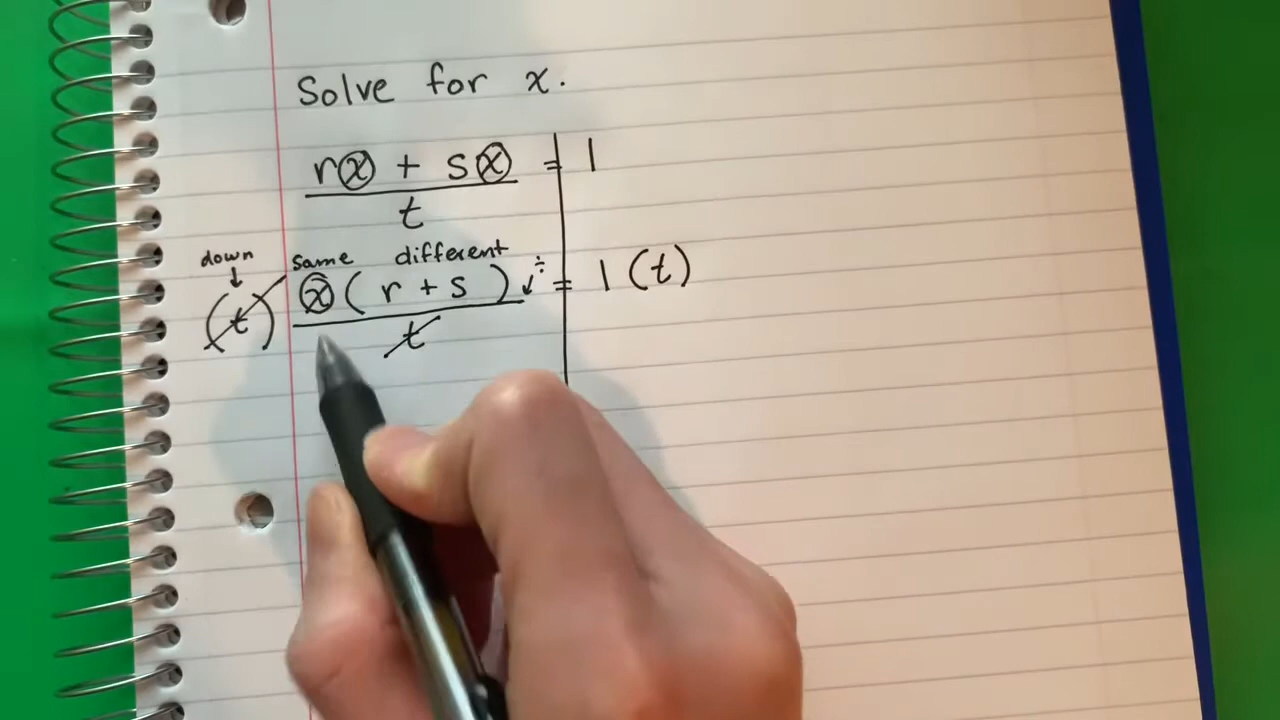 Solve for x.
rx + sx = 1
t
down same different
(t) x ( r + s ) ÷ = 1 (t)
t